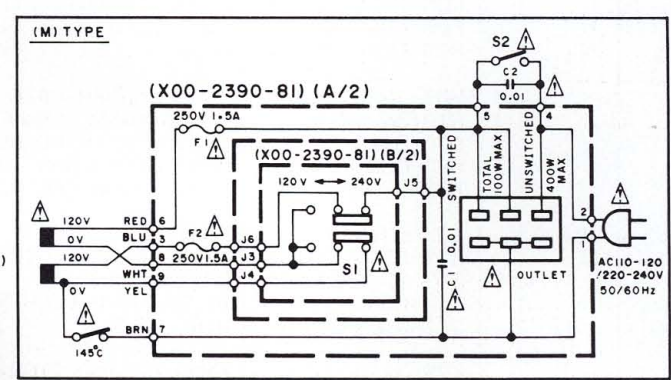 (M) TYPE
S2
C2
0.01
(X00-2390-81) (A/2)
250V 1.5A
F1
5
4
(X00-2390-81)(B/2)
120V
240V
J5
SWITCHED
TOTAL
100W MAX
UNSWITCHED
400W
MAX
120V
RED
6
0V
BLU
3
F2
J6
120V
8
250V1.5A
J3
S1
WHT
9
J4
0V
YEL
C1
0.01
OUTLET
2
1
AC110-120
/220-240V
50/60Hz
BRN
7
145°C
)